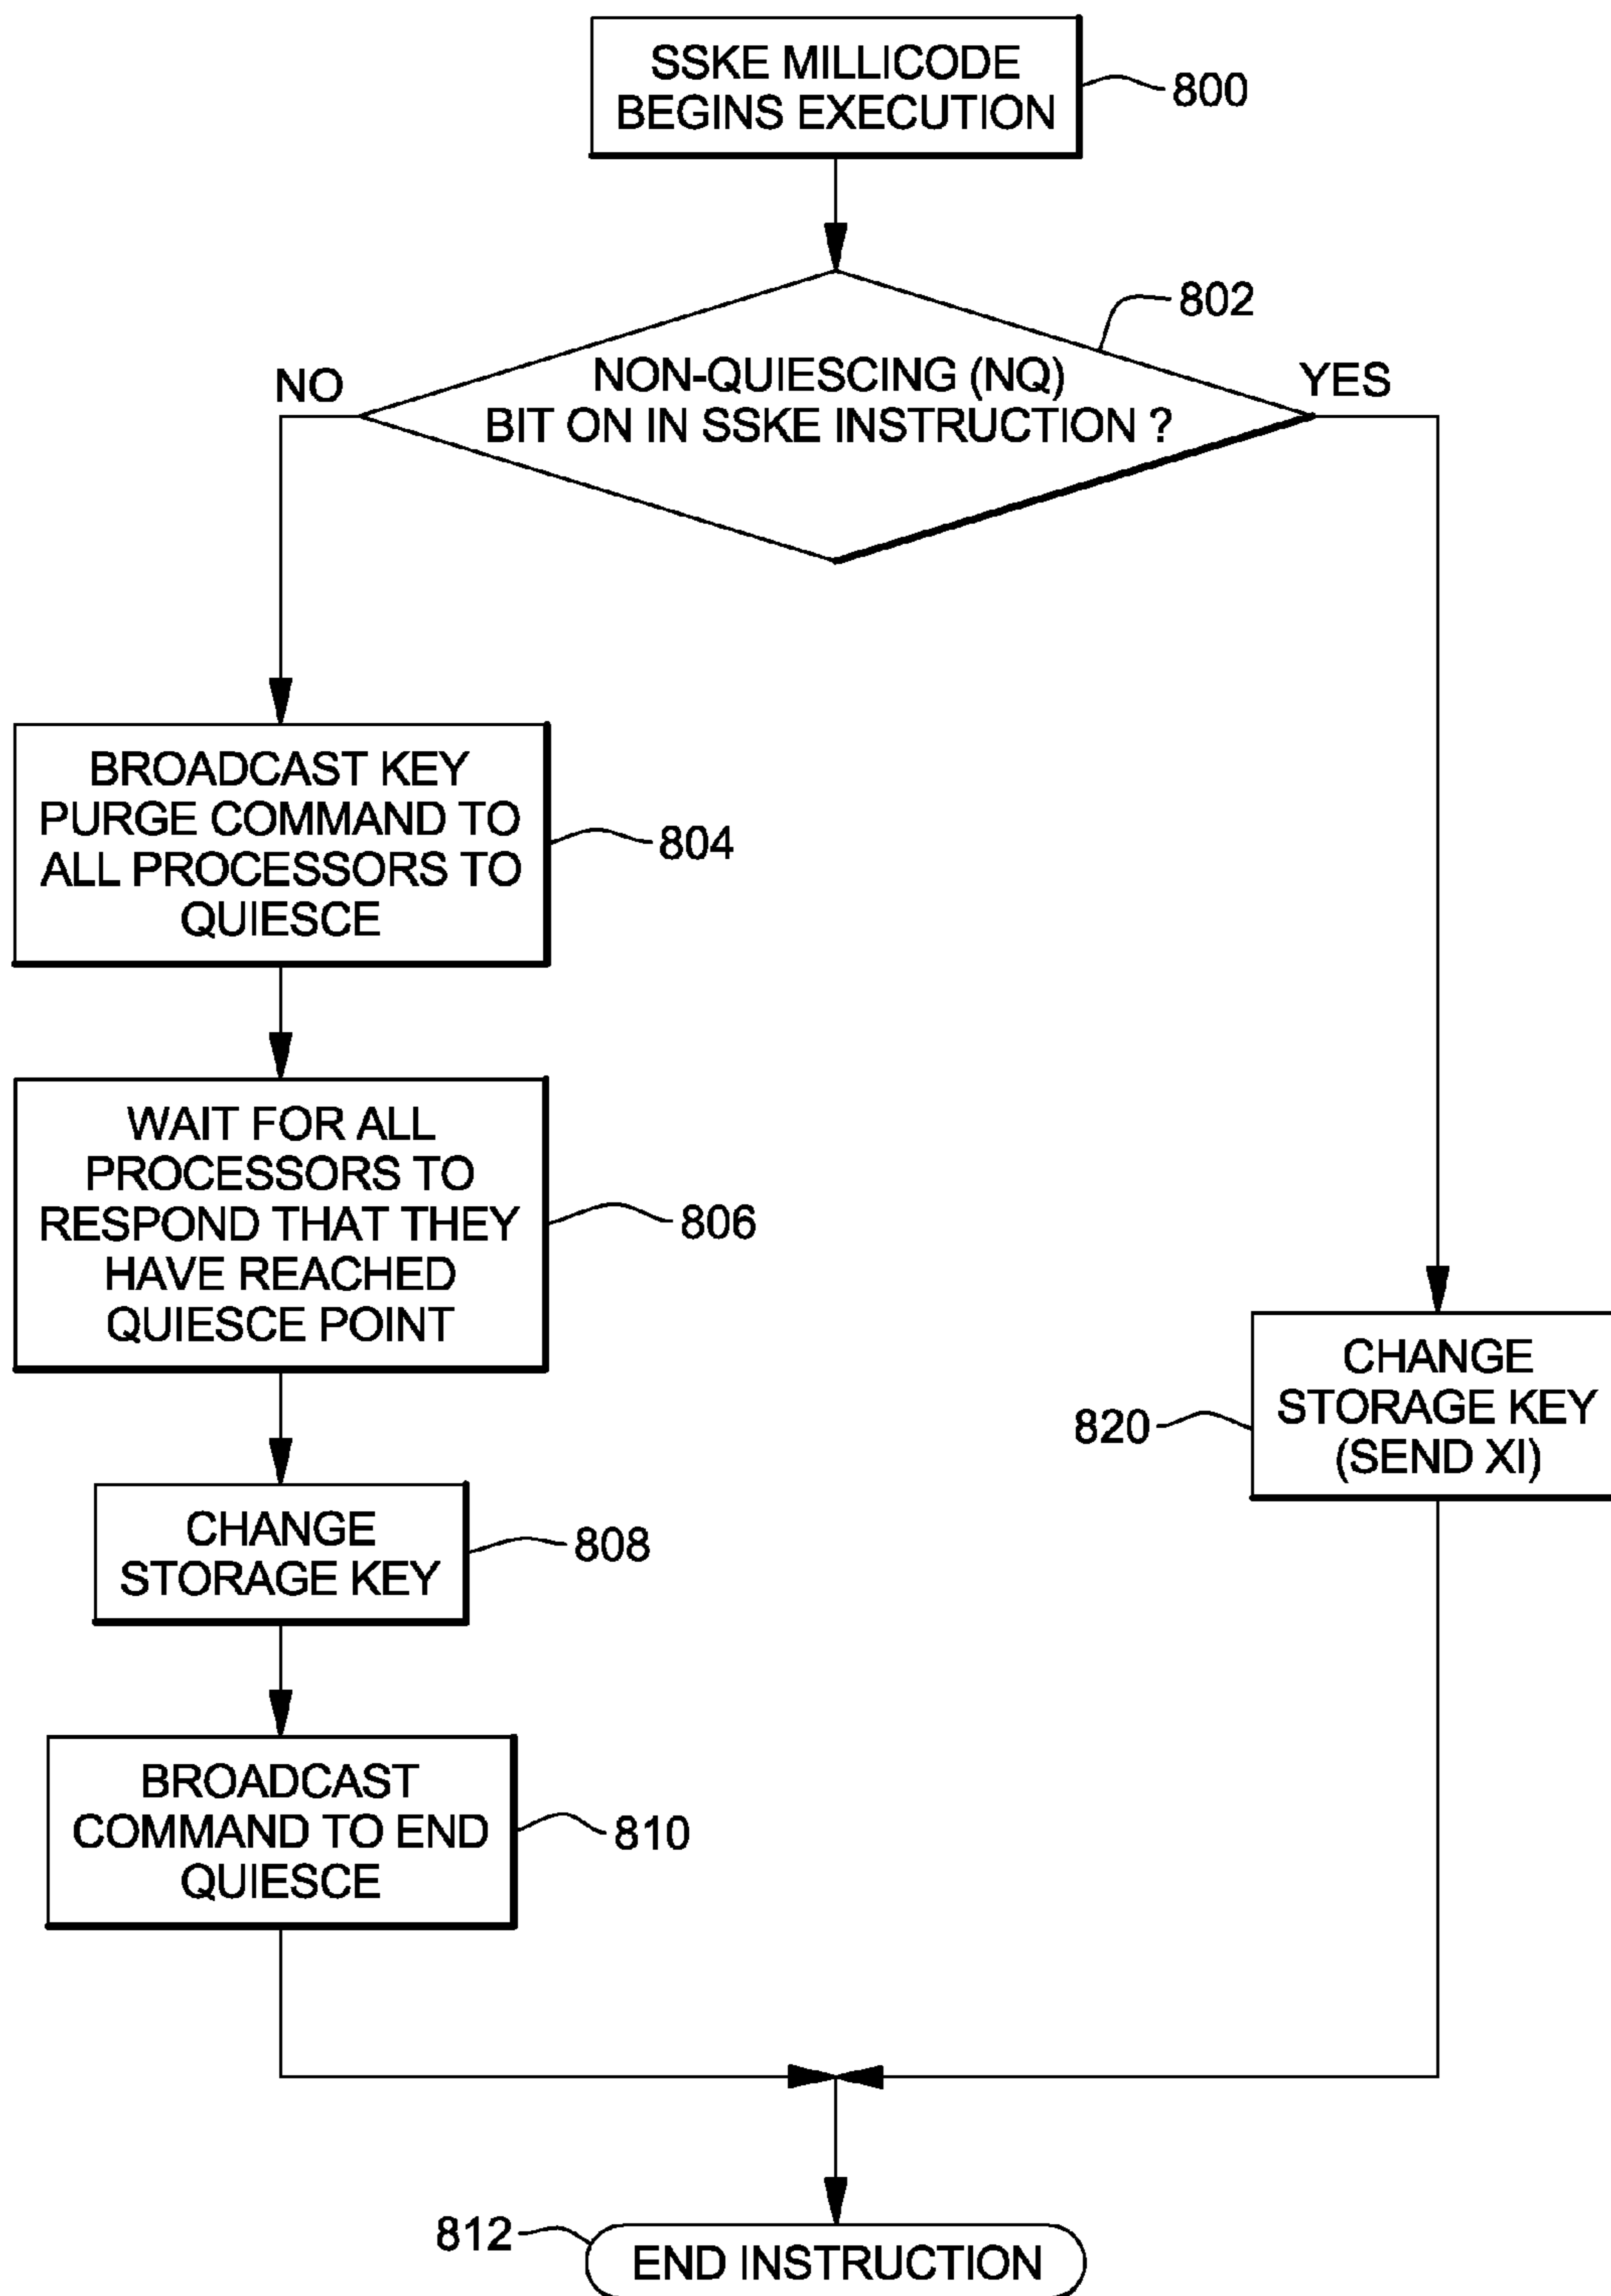 SSKE MILLICODE
BEGINS EXECUTION
800
802
NON-QUIESCING (NQ)
BIT ON IN SSKE INSTRUCTION ?
NO
YES
BROADCAST KEY
PURGE COMMAND TO
ALL PROCESSORS TO
QUIESCE
804
WAIT FOR ALL
PROCESSORS TO
RESPOND THAT THEY
HAVE REACHED
QUIESCE POINT
806
CHANGE
STORAGE KEY
808
BROADCAST
COMMAND TO END
QUIESCE
810
CHANGE
STORAGE KEY
(SEND XI)
820
812
END INSTRUCTION